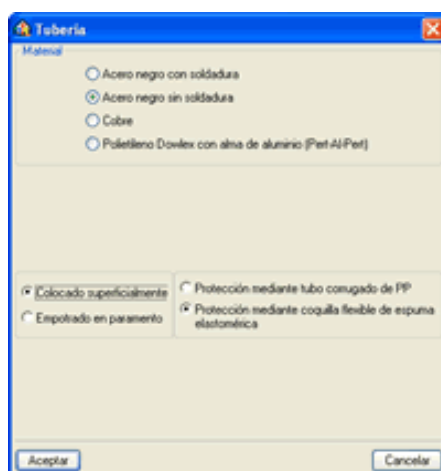 Tubería
Material
Acero negro con soldadura
Acero negro sin soldadura
Cobre
Polietileno Dowlex con alma de aluminio (Pert-Al-Pert)
Colocado superficialmente
Empotrado en paramento
Protección mediante tubo corrugado de PP
Protección mediante coquilla flexible de espuma
elastomérica
Aceptar
Cancelar